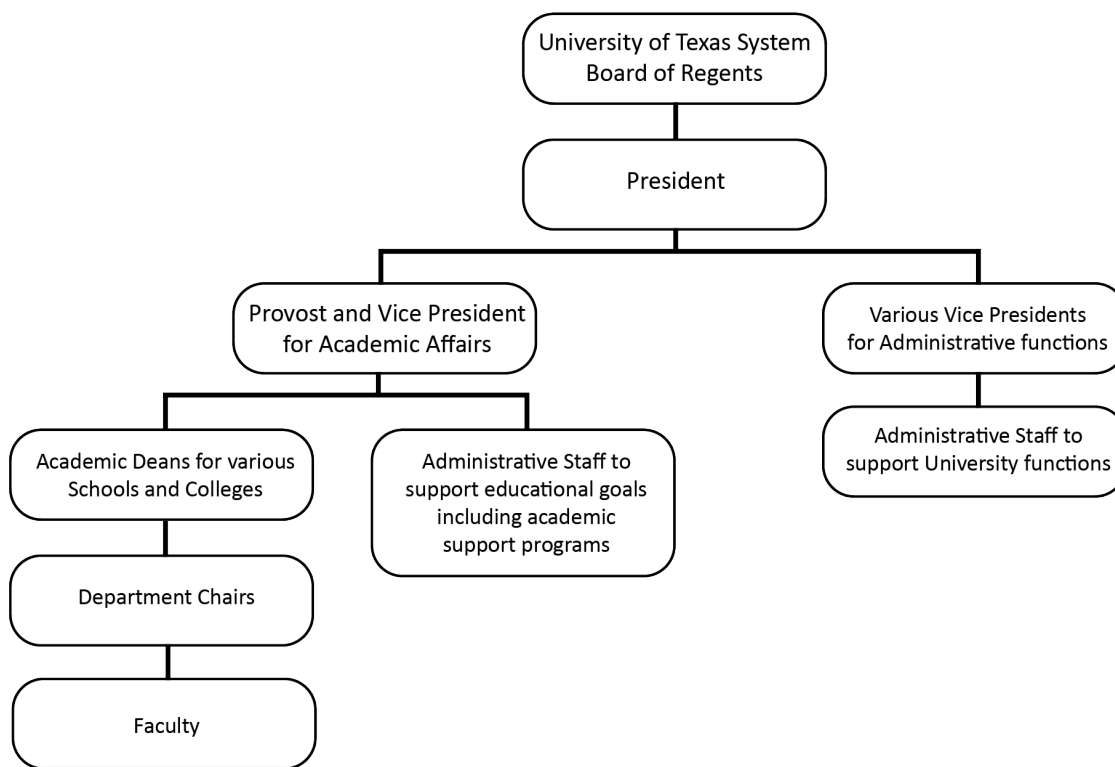 University of Texas System
Board of Regents
President
Provost and Vice President
for Academic Affairs
Various Vice Presidents
for Administrative functions
Academic Deans for various
Schools and Colleges
Administrative Staff to
support educational goals
including academic
support programs
Administrative Staff to
support University functions
Department Chairs
Faculty